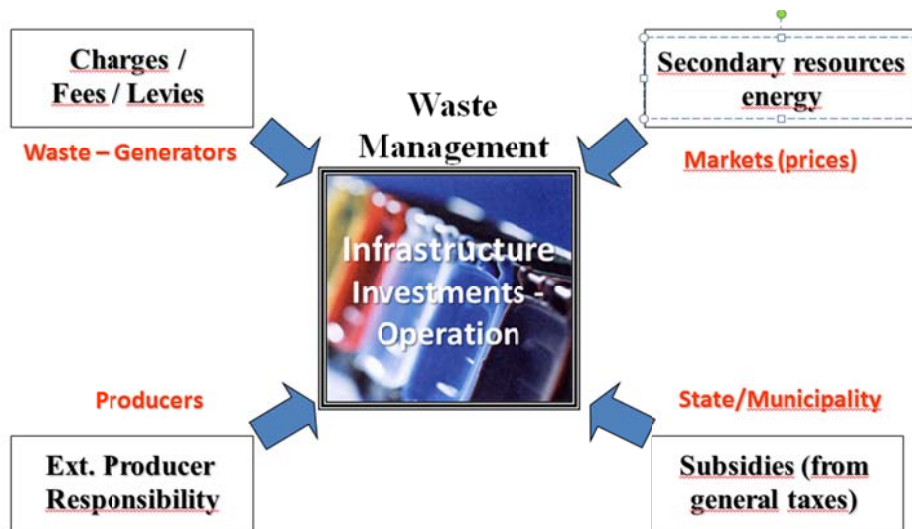 Charges /
Fees / Levies
Waste – Generators
Waste
Management
Secondary resources
energy
Markets (prices)
Infrastructure
Investments -
Operation
Producers
Ext. Producer
Responsibility
State/Municipality
Subsidies (from
general taxes)